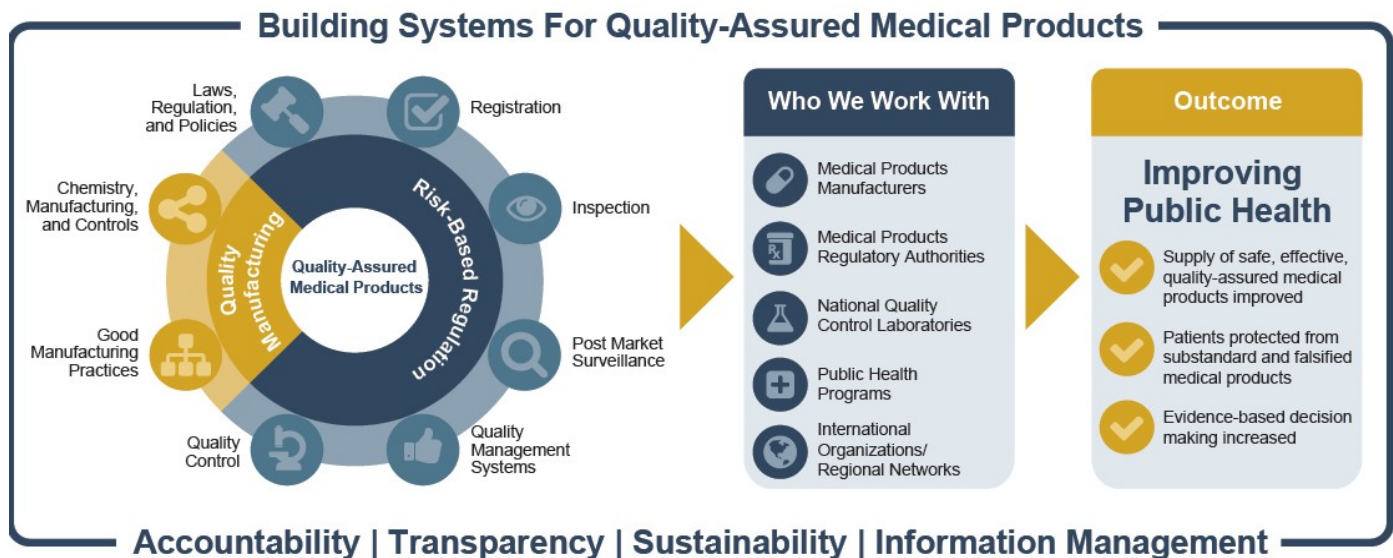 Building Systems For Quality-Assured Medical Products
Laws,
Regulation,
and Policies
Registration
Chemistry,
Manufacturing,
and Controls
Inspection
Good
Manufacturing
Practices
Post Market
Surveillance
Quality
Control
Quality
Management
Systems
Quality
Manufacturing
Risk-Based Regulation
Quality-Assured
Medical Products
Who We Work With
Medical Products
Manufacturers
Rx
Medical Products
Regulatory Authorities
National Quality
Control Laboratories
Public Health
Programs
International
Organizations/
Regional Networks
Outcome
Improving
Public Health
Supply of safe, effective,
quality-assured medical
products improved
Patients protected from
substandard and falsified
medical products
Evidence-based decision
making increased
Accountability | Transparency | Sustainability | Information Management